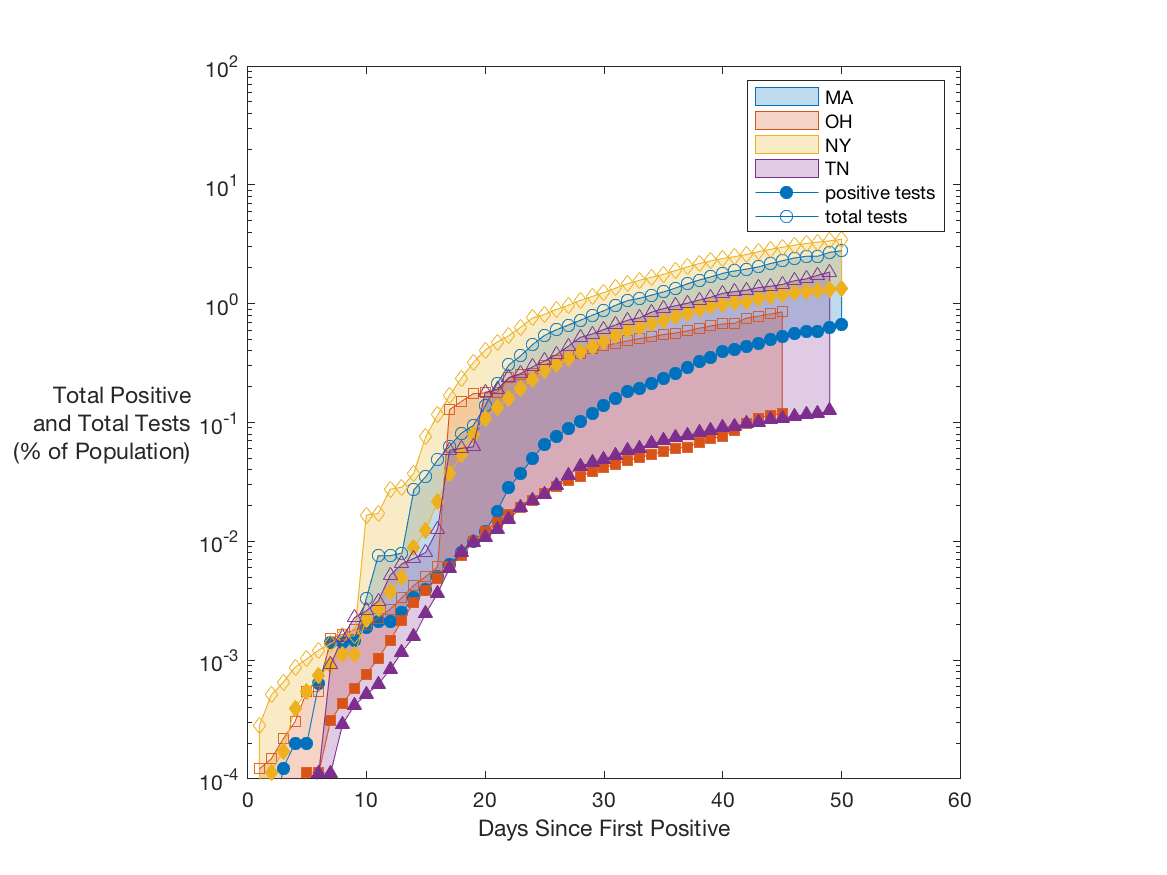 10^2
10^1
10^0
10^-1
10^-2
10^-3
10^-4
Total Positive
and Total Tests
(% of Population)
MA
OH
NY
TN
positive tests
total tests
0 10 20 30 40 50 60
Days Since First Positive